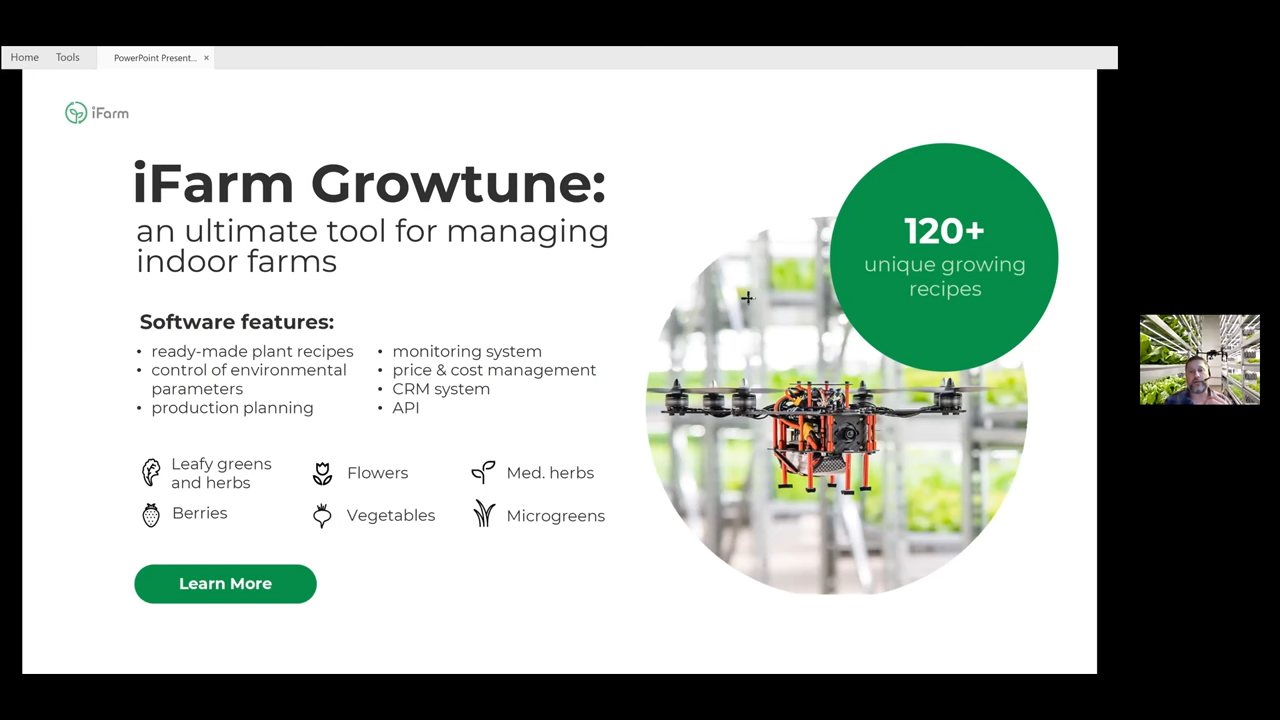 Home Tools PowerPoint Present... ×
iFarm
iFarm Growtune:
an ultimate tool for managing
indoor farms
120+
unique growing
recipes
Software features:
• ready-made plant recipes
• control of environmental
parameters
• production planning
• monitoring system
• price & cost management
• CRM system
• API
Leafy greens
and herbs
Flowers
Med. herbs
Berries
Vegetables
Microgreens
Learn More